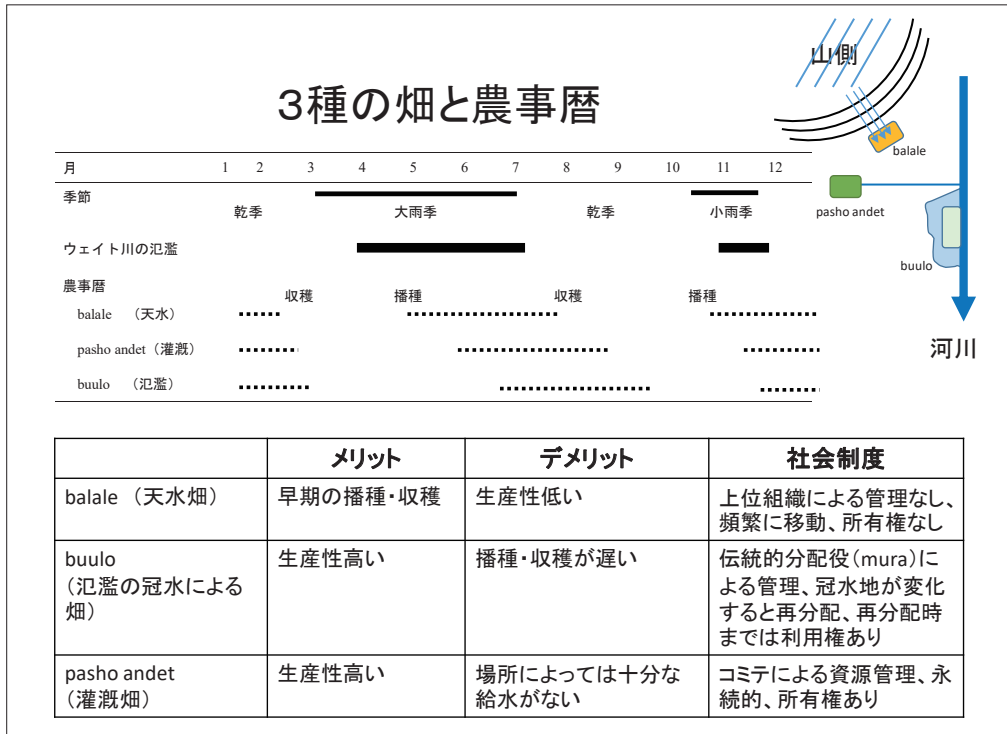 3種の畑と農事暦
山側
balale
pasho andet
buulo
河川
月 1 2 3 4 5 6 7 8 9 10 11 12
季節
乾季 大雨季 乾季 小雨季
ウェイト川の氾濫
農事暦
収穫 播種 収穫 播種
balale （天水）
pasho andet（灌漑）
buulo （氾濫）
メリット デメリット 社会制度
balale （天水畑） 早期の播種・収穫 生産性低い 上位組織による管理なし、
頻繁に移動、所有権なし
buulo 生産性高い 播種・収穫が遅い 伝統的分配役（mura）に
（氾濫の冠水による よる管理、冠水地が変化
畑） すると再分配、再分配時
までは利用権あり
pasho andet 生産性高い 場所によっては十分な コミテによる資源管理、永
（灌漑畑） 給水がない 続的、所有権あり